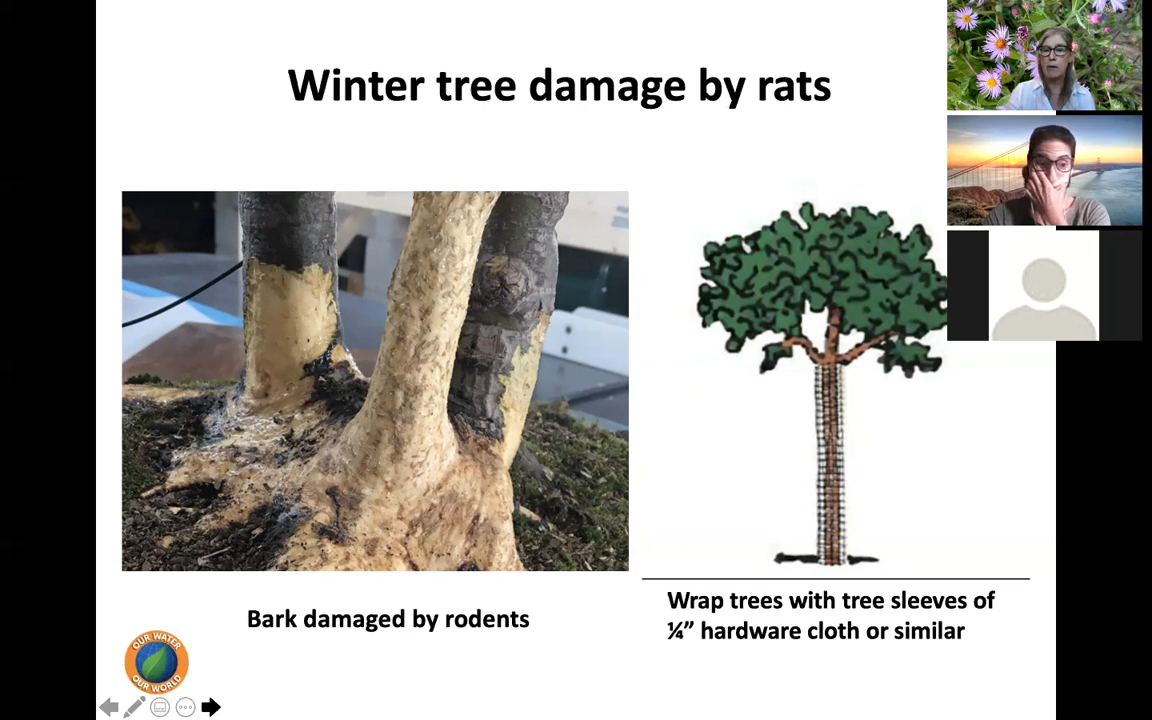 Winter tree damage by rats
Bark damaged by rodents
Wrap trees with tree sleeves of
¼” hardware cloth or similar
OUR WATER
OUR WORLD